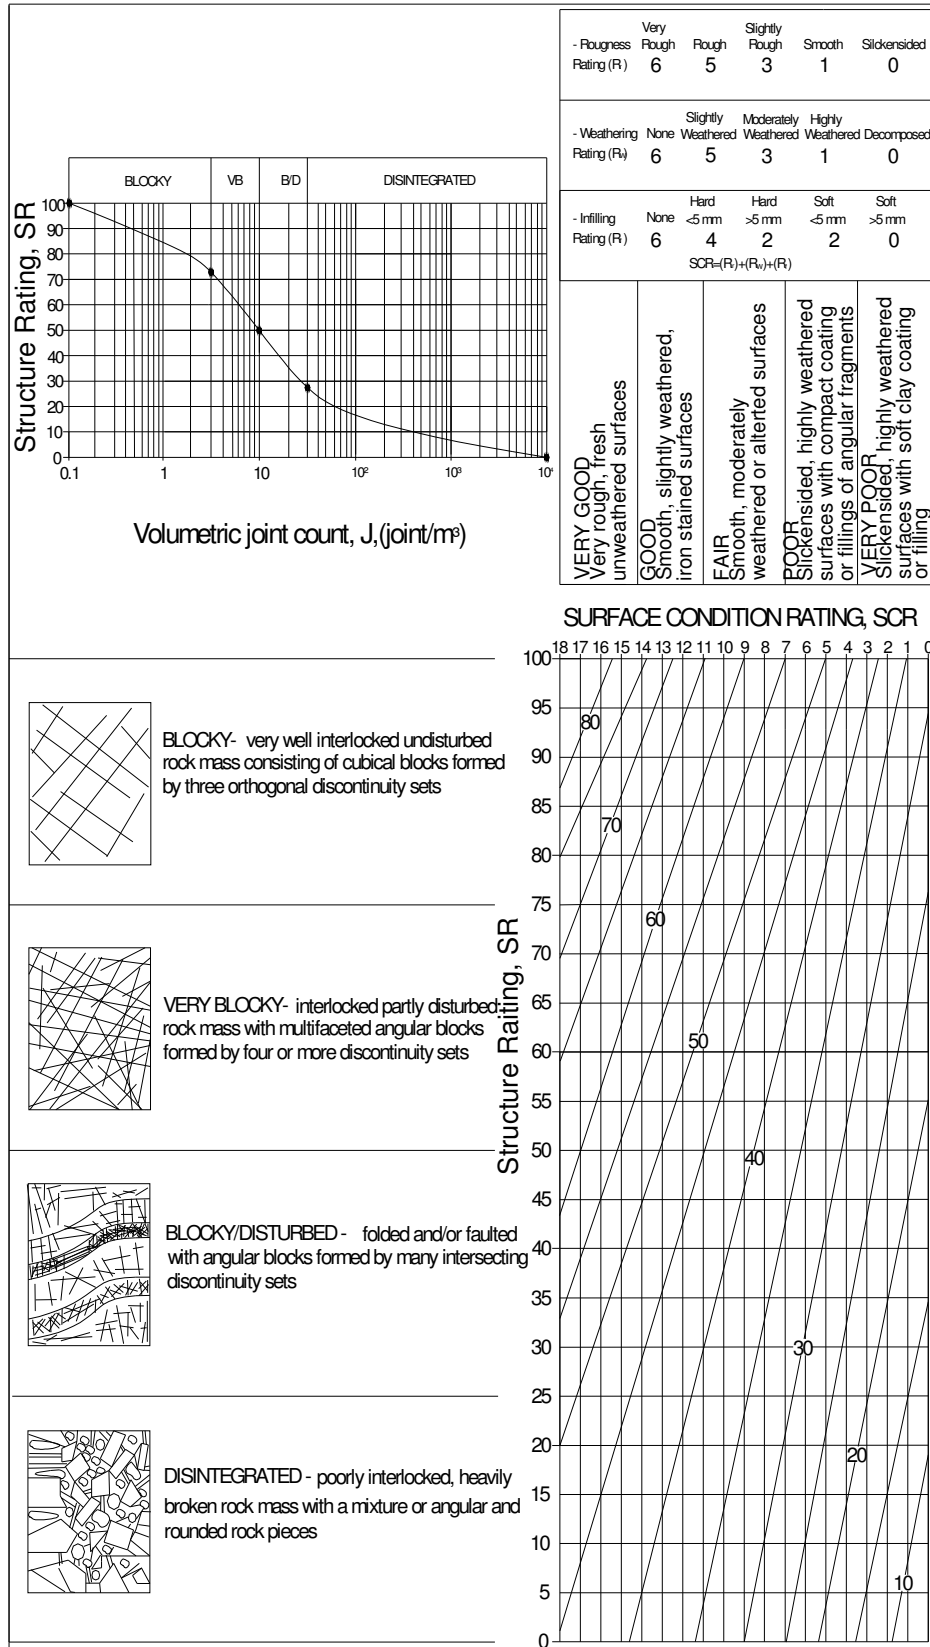 - Rougness Very Rough Rough Slightly Rough Smooth Silckensided
Rating (Rᵣ) 6 5 3 1 0
- Weathering None Slightly Weathered Moderately Weathered Highly Weathered Decomposed
Rating (R_w) 6 5 3 1 0
- Infilling None Hard <5 mm Hard >5 mm Soft <5 mm Soft >5 mm
Rating (R) 6 4 2 2 0
SCR=(R)+(R_w)+(R)
BLOCKY VB B/D DISINTEGRATED
Structure Rating, SR
100
90
80
70
60
50
40
30
20
10
0
0.1 1 10 10² 10³ 10⁴
Volumetric joint count, J,(joint/m³)
VERY GOOD
Very rough, fresh
unweathered surfaces
GOOD
Smooth, slightly weathered,
iron stained surfaces
FAIR
Smooth, moderately
weathered or alterted surfaces
POOR
Slickensided, highly weathered
surfaces with compact coating
or fillings of angular fragments
VERY POOR
Slickensided, highly weathered
surfaces with soft clay coating
or filling
SURFACE CONDITION RATING, SCR
18 17 16 15 14 13 12 11 10 9 8 7 6 5 4 3 2 1 0
BLOCKY- very well interlocked undisturbed
rock mass consisting of cubical blocks formed
by three orthogonal discontinuity sets
VERY BLOCKY- interlocked partly disturbed
rock mass with multifaceted angular blocks
formed by four or more discontinuity sets
BLOCKY/DISTURBED - folded and/or faulted
with angular blocks formed by many intersecting
discontinuity sets
DISINTEGRATED - poorly interlocked, heavily
broken rock mass with a mixture or angular and
rounded rock pieces
Structure Raiting, SR
100
95
90
85
80
75
70
65
60
55
50
45
40
35
30
25
20
15
10
5
0
80
70
60
50
40
30
20
10